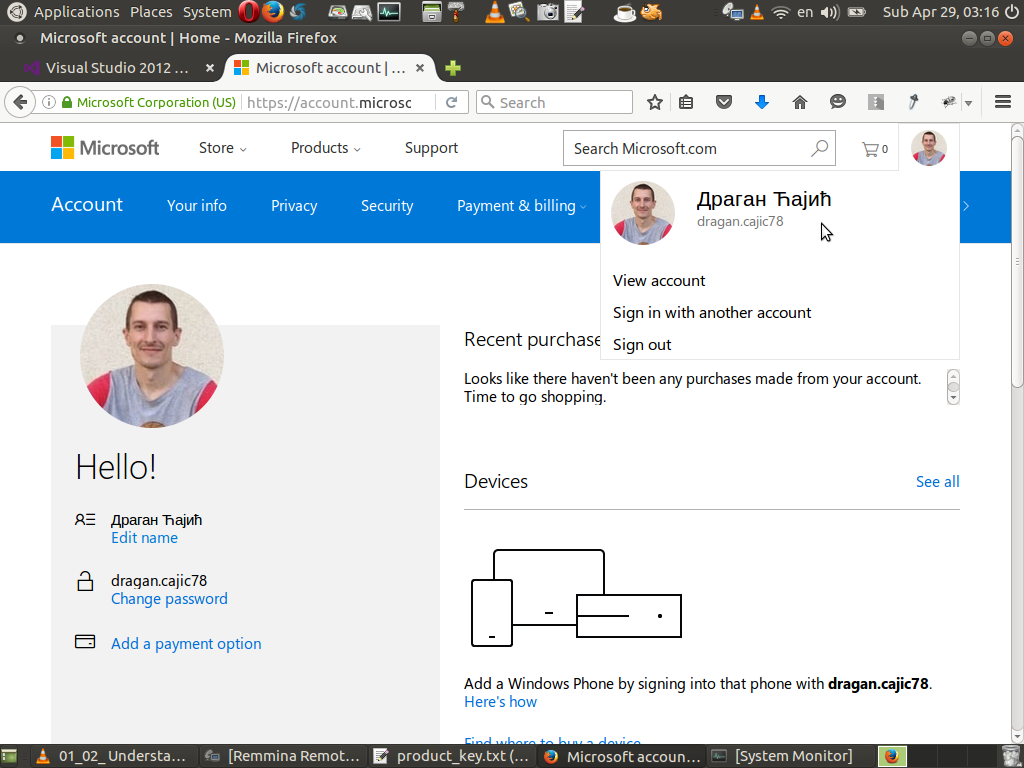 Applications Places System en Sun Apr 29, 03:16
Microsoft account | Home - Mozilla Firefox
Visual Studio 2012 ... Microsoft account | ...
Microsoft Corporation (US) https://account.microsc Search
Microsoft Store Products Support Search Microsoft.com 0
Account Your info Privacy Security Payment & billing
Драган Ћајић
dragan.cajic78
View account
Sign in with another account
Sign out
Recent purchase
Looks like there haven't been any purchases made from your account.
Time to go shopping.
Hello!
Драган Ћајић
Edit name
dragan.cajic78
Change password
Add a payment option
Devices See all
Add a Windows Phone by signing into that phone with dragan.cajic78.
Here's how
Find where to buy a device
01_02_ Understa... [Remmina Remot... product_key.txt (... Microsoft accoun... [System Monitor]